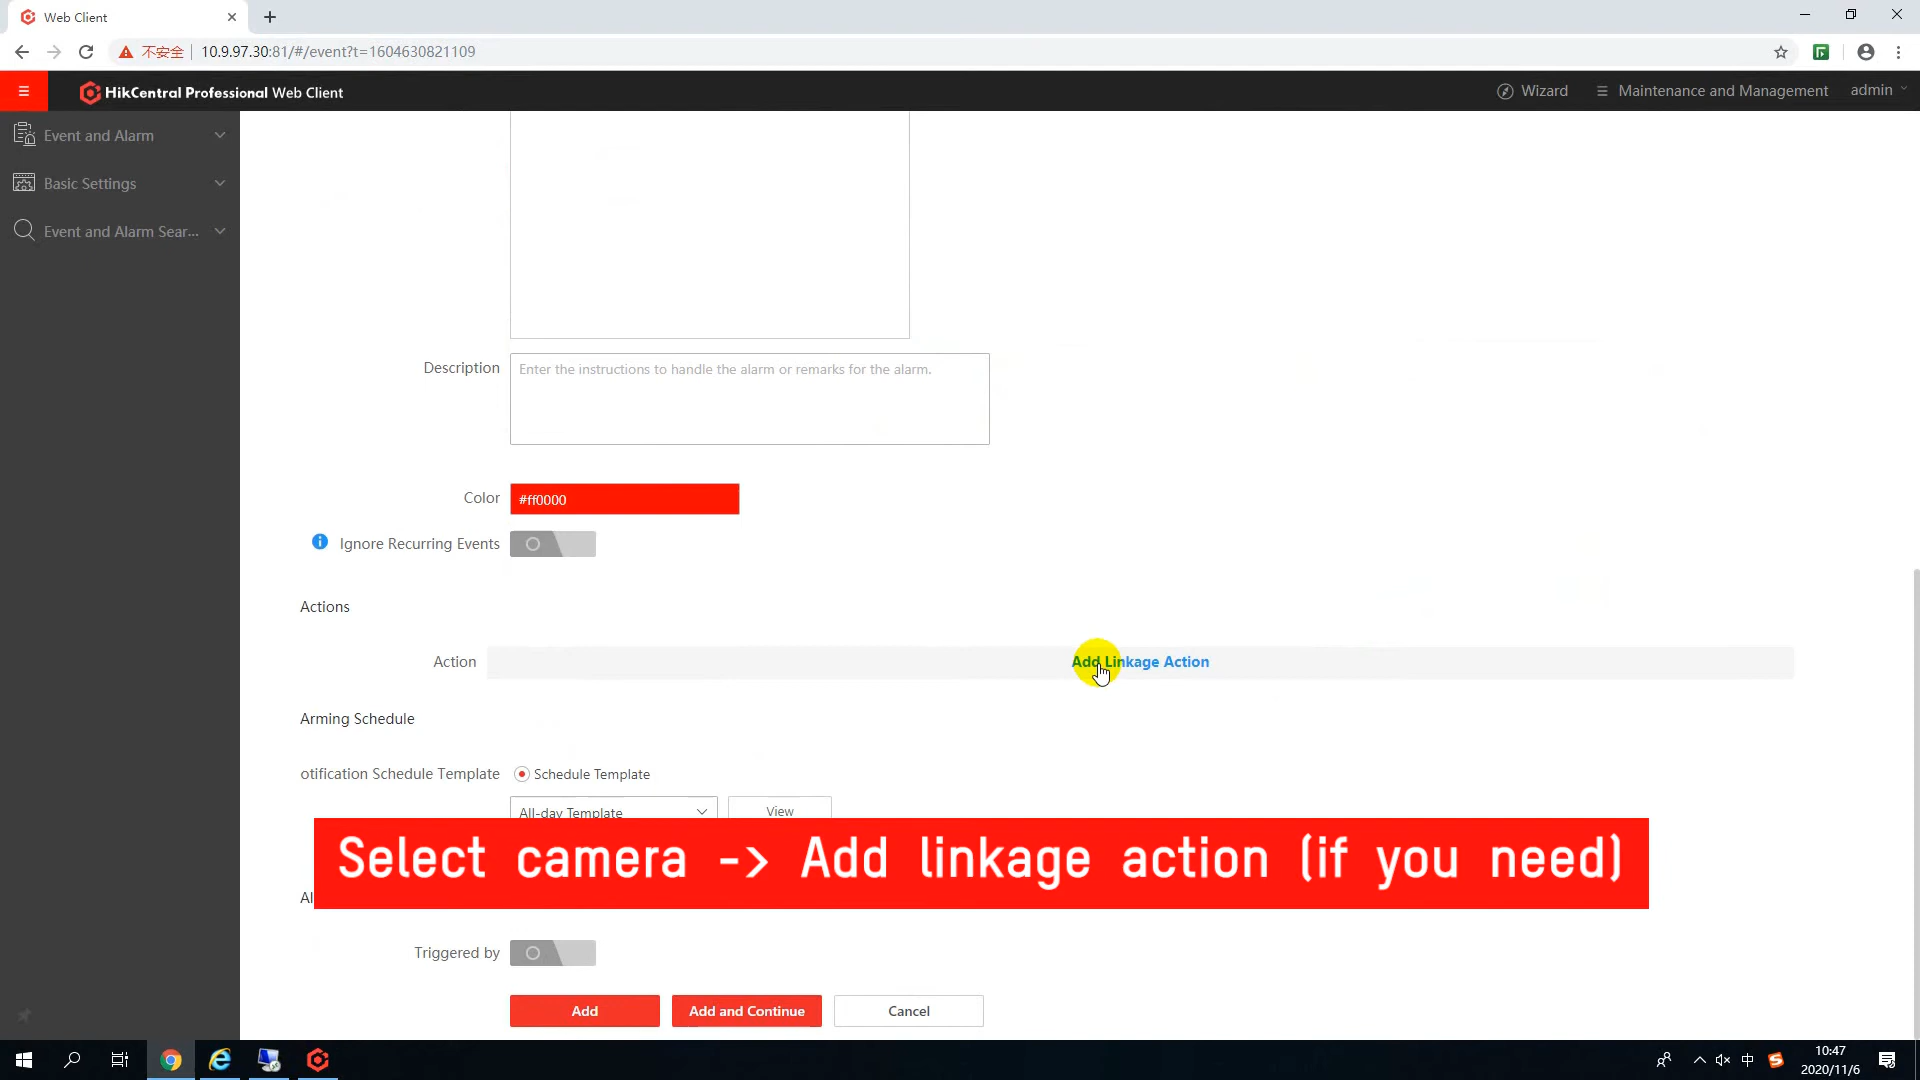 Web Client
不安全
10.9.97.30:81/#/event?t=1604630821109
HikCentral Professional Web Client
Wizard
Maintenance and Management
admin
Event and Alarm
Basic Settings
Event and Alarm Sear...
Description
Enter the instructions to handle the alarm or remarks for the alarm.
Color
#ff0000
Ignore Recurring Events
Actions
Action
Add Linkage Action
Arming Schedule
otification Schedule Template
Schedule Template
All-day Template
View
Select camera -> Add linkage action (if you need)
Al
Triggered by
Add
Add and Continue
Cancel
中
10:47
2020/11/6